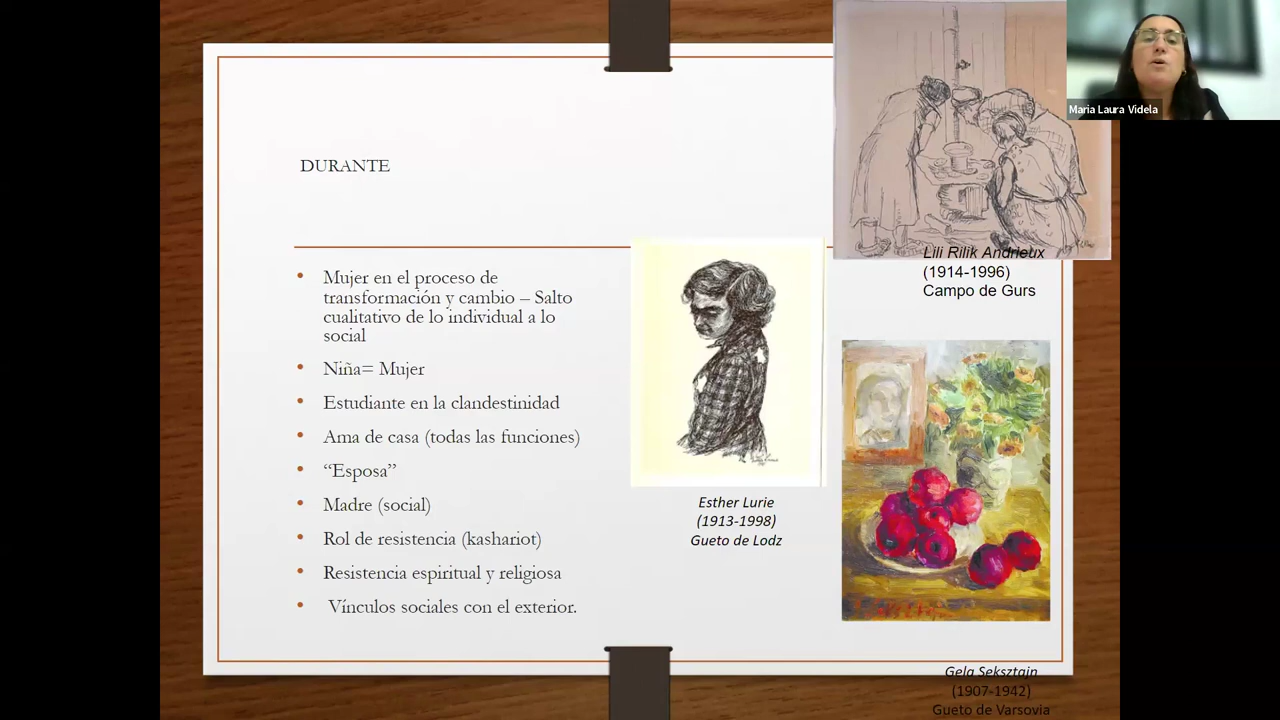 Maria Laura Videla
DURANTE
Lili Rilik Andrieux
(1914-1996)
Campo de Gurs
• Mujer en el proceso de
transformación y cambio – Salto
cualitativo de lo individual a lo
social
• Niña= Mujer
• Estudiante en la clandestinidad
• Ama de casa (todas las funciones)
• “Esposa”
• Madre (social)
• Rol de resistencia (kashariot)
• Resistencia espiritual y religiosa
• Vínculos sociales con el exterior.
Esther Lurie
(1913-1998)
Gueto de Lodz
Gela Seksztajn
(1907-1942)
Gueto de Varsovia